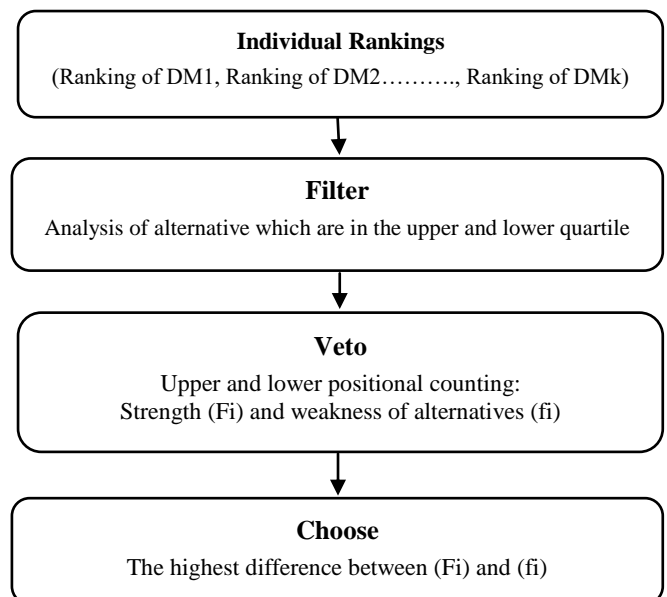 Individual Rankings
(Ranking of DM1, Ranking of DM2………., Ranking of DMk)
Filter
Analysis of alternative which are in the upper and lower quartile
Veto
Upper and lower positional counting:
Strength (Fi) and weakness of alternatives (fi)
Choose
The highest difference between (Fi) and (fi)